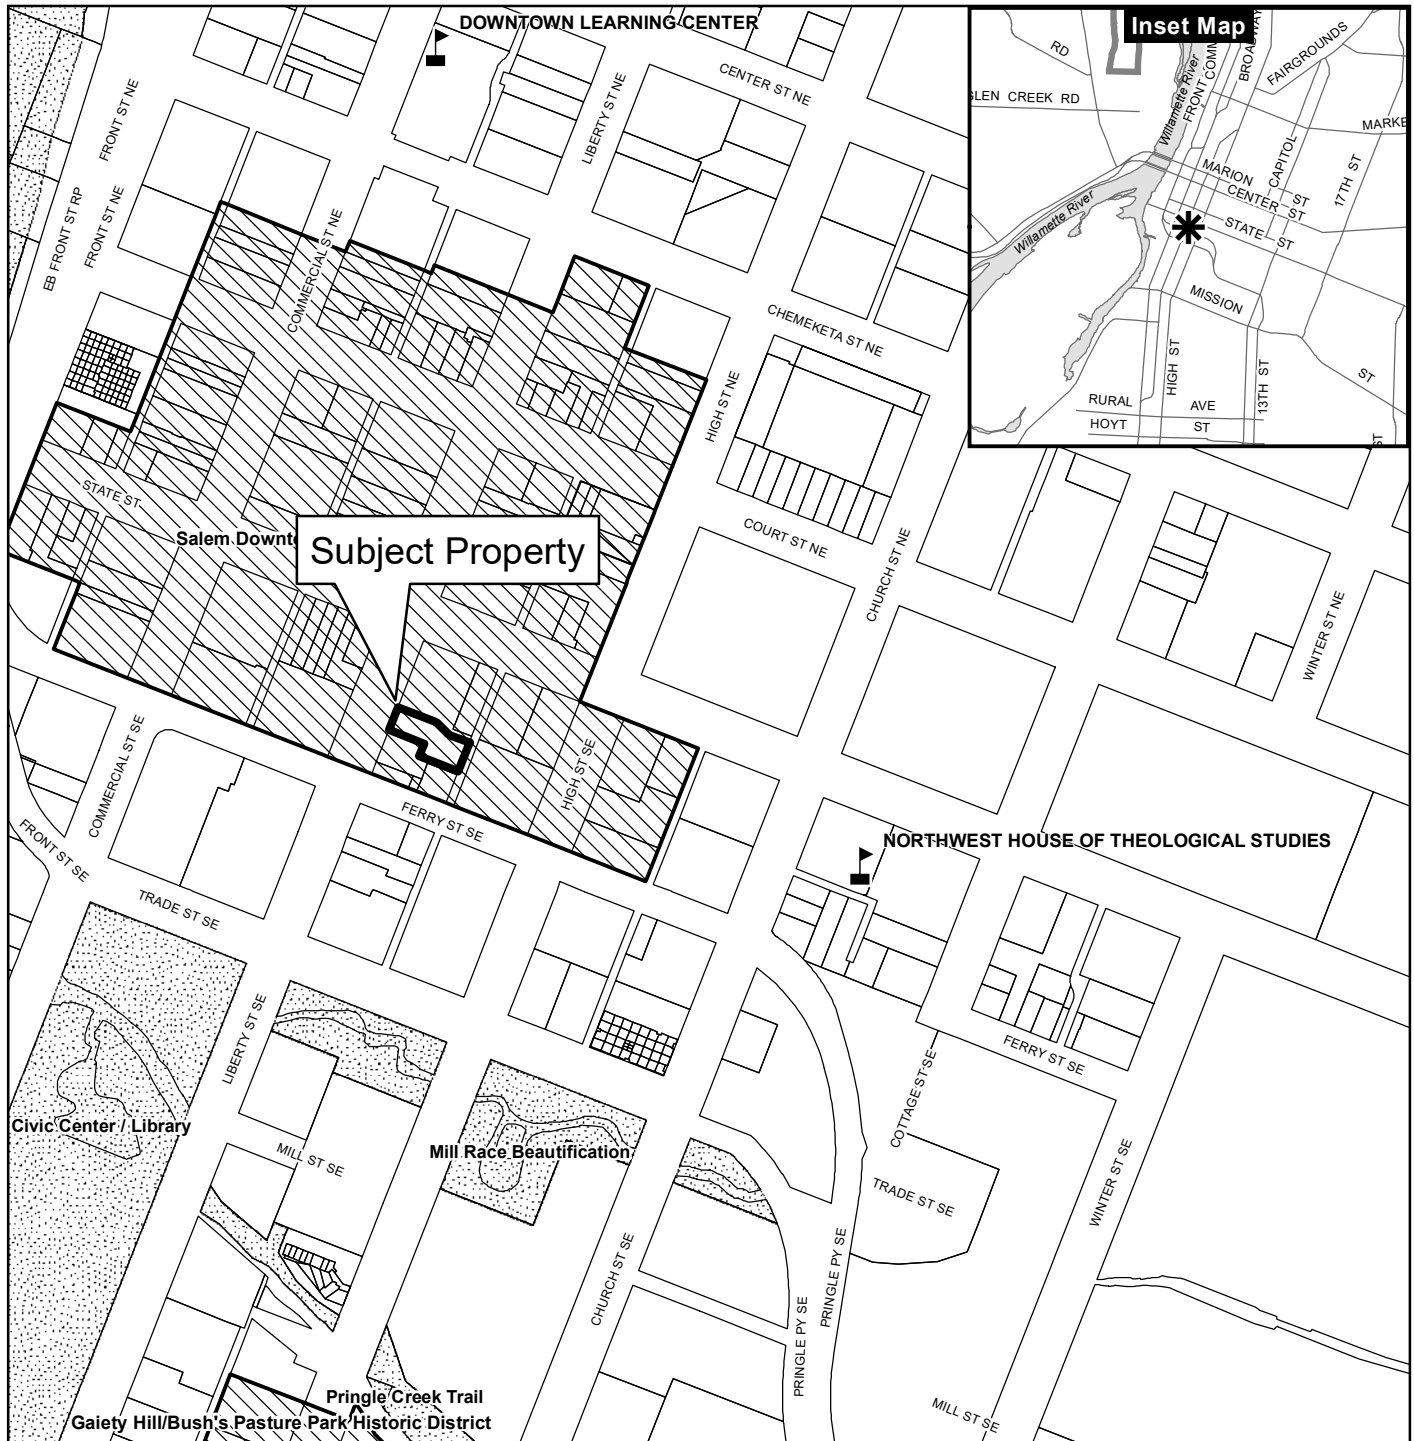 DOWNTOWN LEARNING CENTER
Inset Map
RD
GLEN CREEK RD
Willamette River
FRONT
COMM
BROADWAY
FAIRGROUNDS
MARKE
MARION
ST
CENTER ST
CAPITOL
17TH ST
STATE ST
Willamette River
MISSION
ST
HIGH ST
13TH ST
RURAL AVE
HOYT ST
ST
FRONT ST NE
LIBERTY ST NE
CENTER ST NE
EB FRONT ST RP
FRONT ST NE
COMMERCIAL ST NE
CHEMEKETA ST NE
HIGH ST NE
STATE ST
Salem Downto
Subject Property
COURT ST NE
CHURCH ST NE
WINTER ST NE
COMMERCIAL ST SE
HIGH ST SE
FERRY ST SE
FRONT ST SE
NORTHWEST HOUSE OF THEOLOGICAL STUDIES
TRADE ST SE
LIBERTY ST SE
FERRY ST SE
COTTAGE ST SE
Civic Center / Library
MILL ST SE
Mill Race Beautification
TRADE ST SE
WINTER ST SE
CHURCH ST SE
PRINGLE PY SE
PRINGLE PY SE
Pringle Creek Trail
Gaiety Hill/Bush's Pasture Park Historic District
MILL ST SE